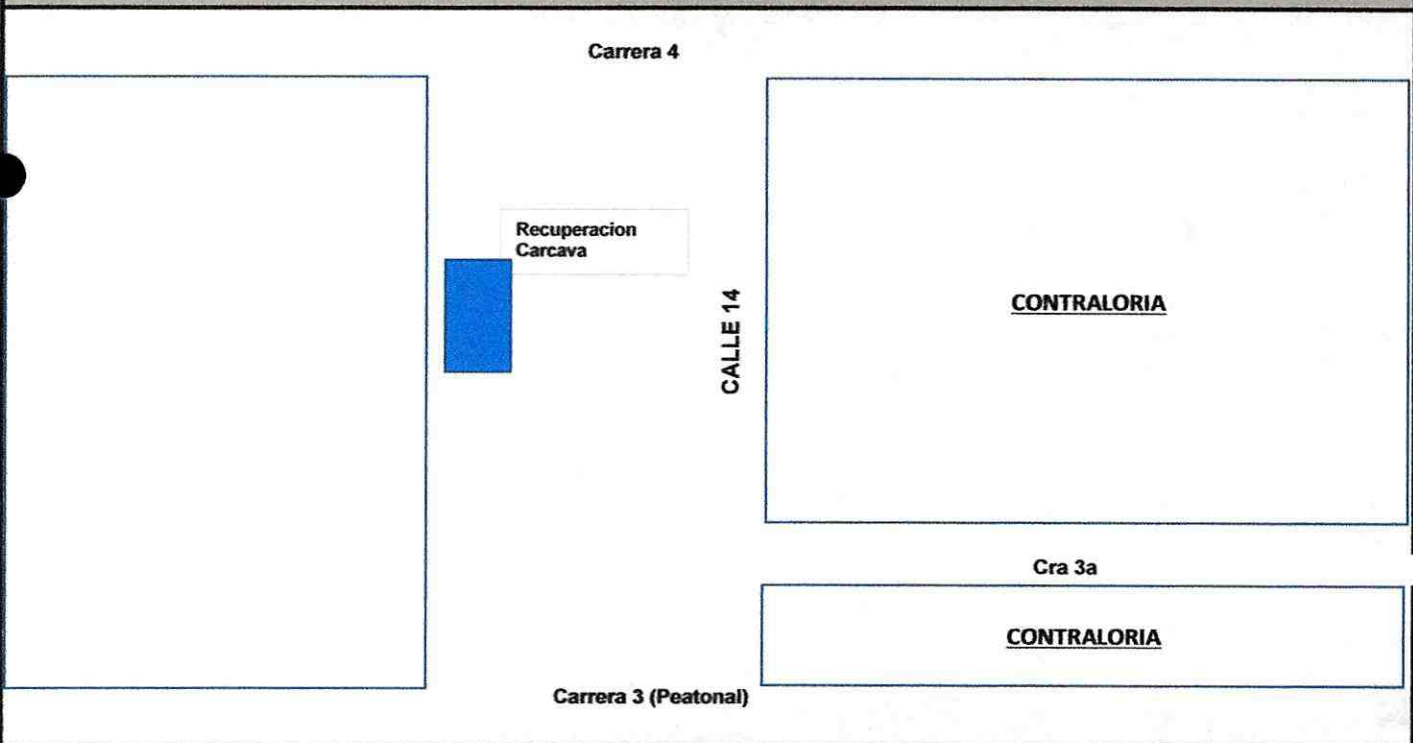 Carrera 4
Recuperacion
Carcava
CALLE 14
CONTRALORIA
Cra 3a
CONTRALORIA
Carrera 3 (Peatonal)